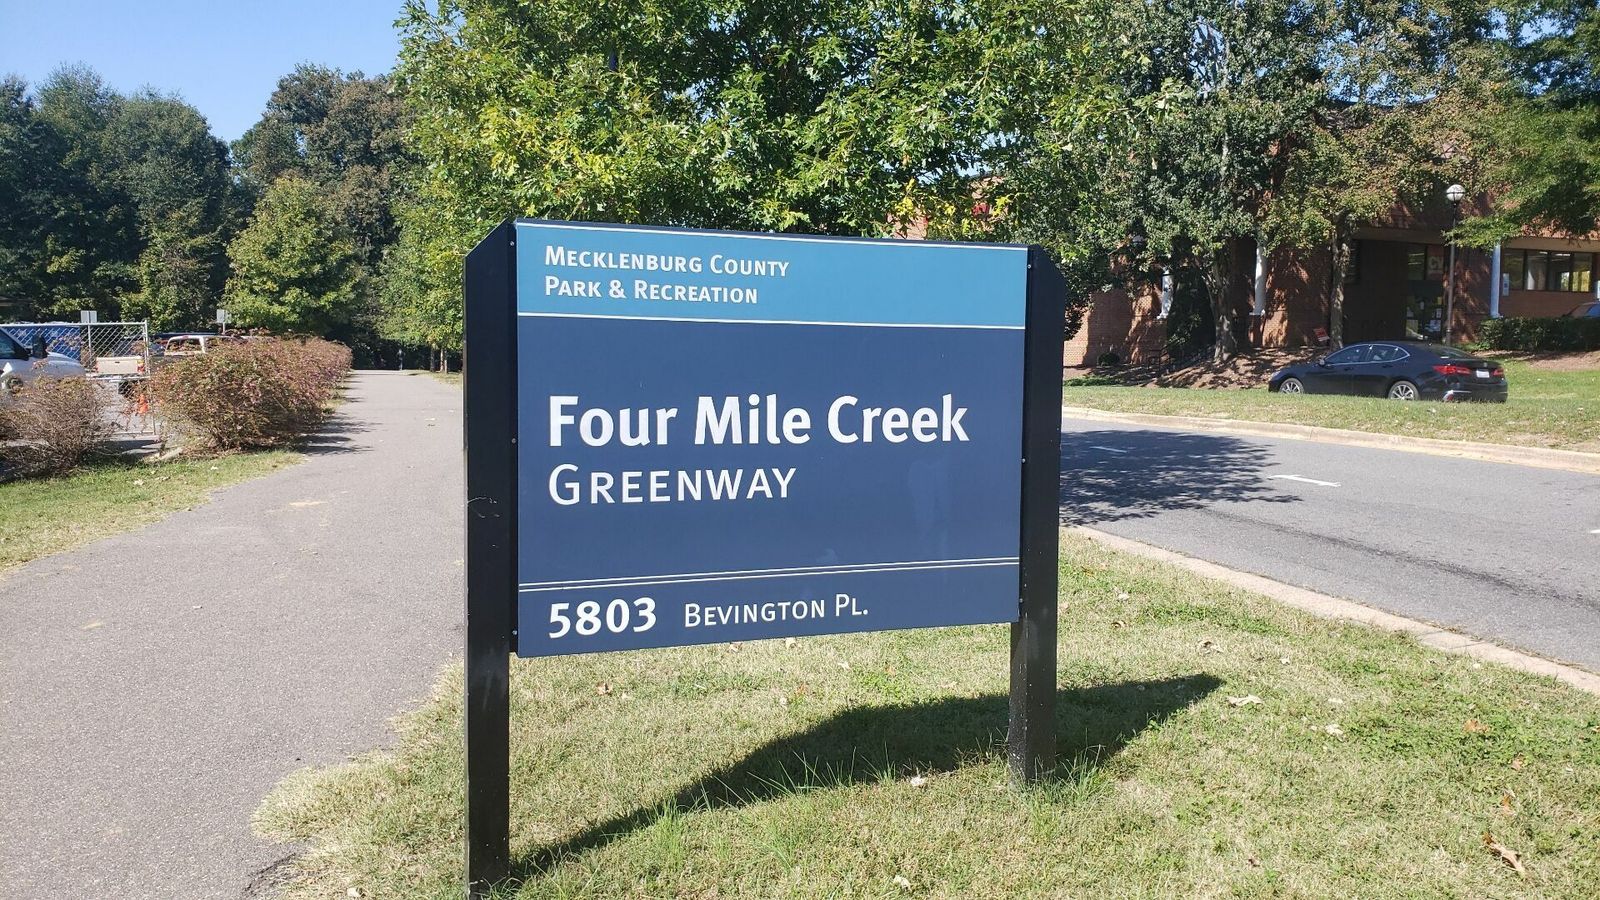 Mecklenburg County
Park & Recreation
Four Mile Creek
Greenway
5803 Bevington Pl.